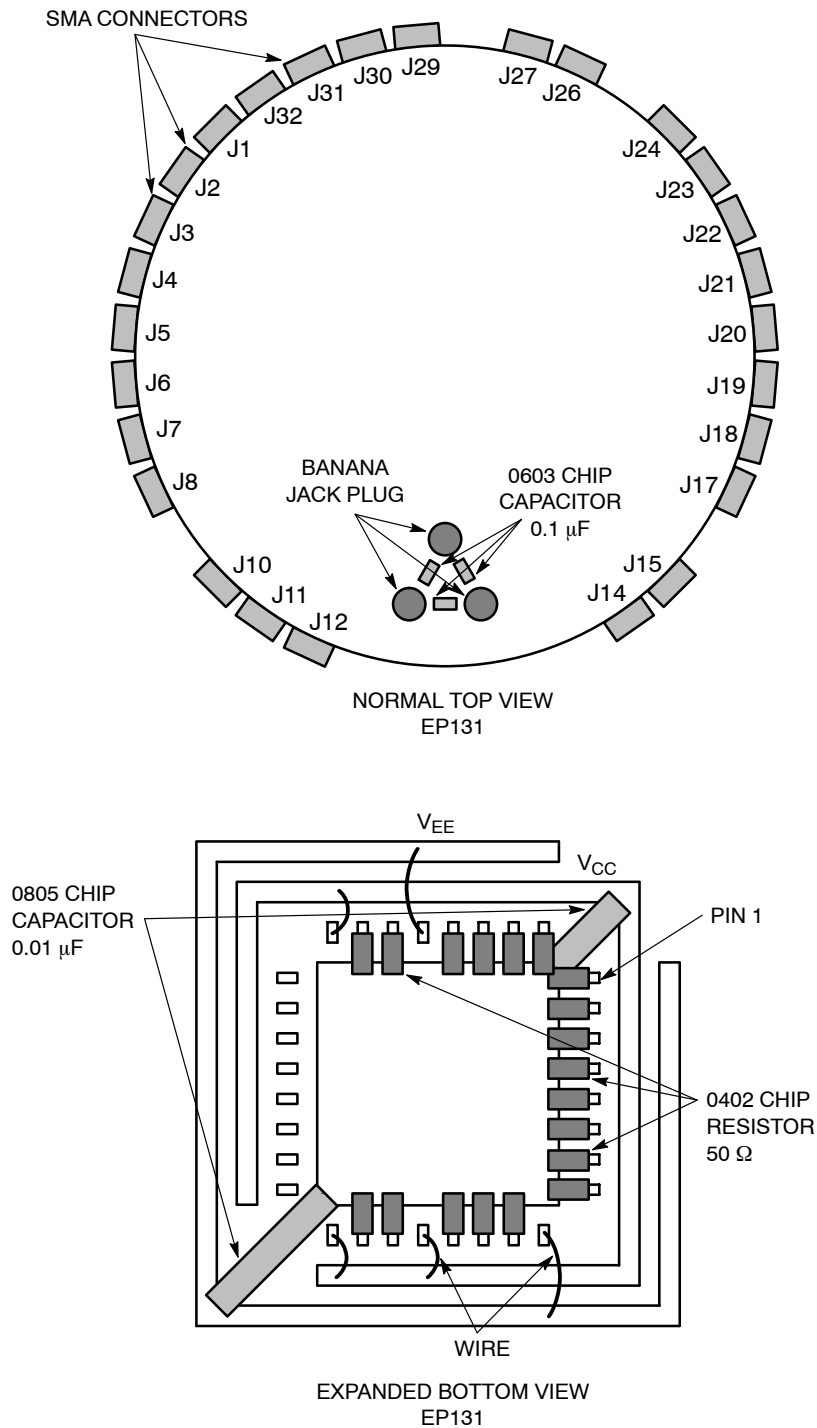 SMA CONNECTORS
J29
J30
J31
J32
J1
J2
J3
J4
J5
J6
J7
J8
J10
J11
J12
J27
J26
J24
J23
J22
J21
J20
J19
J18
J17
J15
J14
BANANA
JACK PLUG
0603 CHIP
CAPACITOR
0.1 μF
NORMAL TOP VIEW
EP131
VEE
VCC
0805 CHIP
CAPACITOR
0.01 μF
PIN 1
0402 CHIP
RESISTOR
50 Ω
WIRE
EXPANDED BOTTOM VIEW
EP131